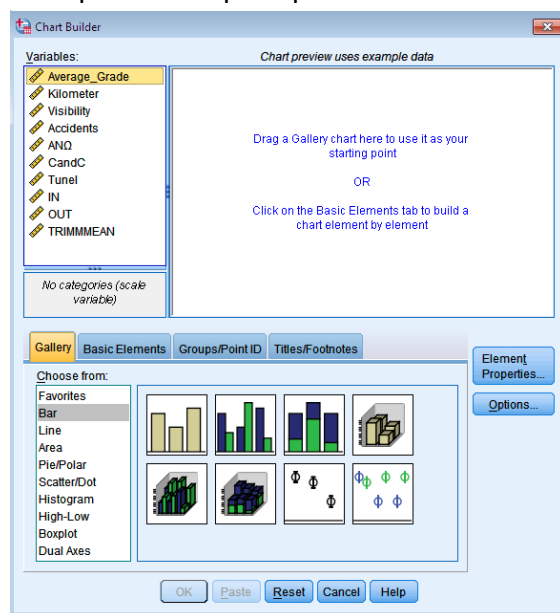 Chart Builder
Variables:
Chart preview uses example data
Average_Grade
Kilometer
Visibility
Accidents
ANΩ
CandC
Tunel
IN
OUT
TRIMMMEAN
No categories (scale
variable)
Drag a Gallery chart here to use it as your
starting point
OR
Click on the Basic Elements tab to build a
chart element by element
Gallery
Basic Elements
Groups/Point ID
Titles/Footnotes
Choose from:
Favorites
Bar
Line
Area
Pie/Polar
Scatter/Dot
Histogram
High-Low
Boxplot
Dual Axes
Element
Properties...
Options...
OK
Paste
Reset
Cancel
Help